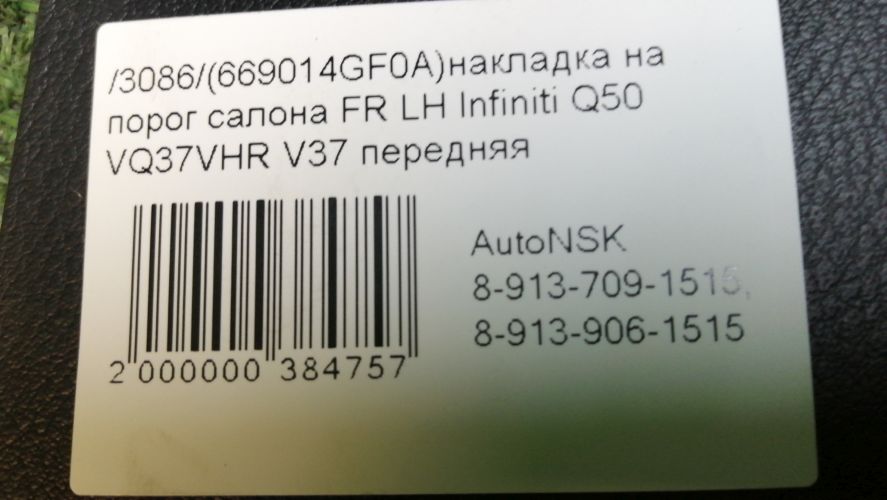 /3086/(669014GF0A)накладка на
порог салона FR LH Infiniti Q50
VQ37VHR V37 передняя
AutoNSK
8-913-709-1515,
8-913-906-1515
2 000000 384757